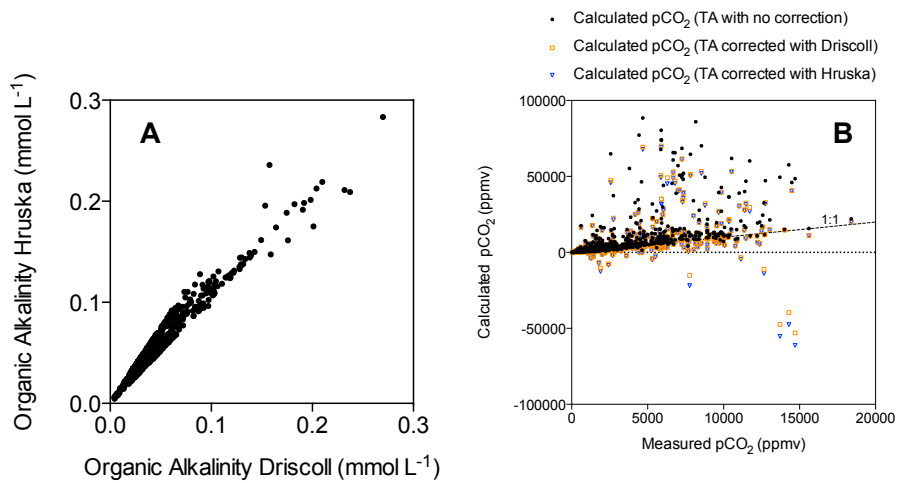 Calculated pCO₂ (TA with no correction)
Calculated pCO₂ (TA corrected with Driscoll)
Calculated pCO₂ (TA corrected with Hruska)
A
Organic Alkalinity Hruska (mmol L⁻¹)
0.3
0.2
0.1
0.0
0.0 0.1 0.2 0.3
Organic Alkalinity Driscoll (mmol L⁻¹)
B
Calculated pCO₂ (ppmv)
100000
50000
0
-50000
-100000
1:1
0 5000 10000 15000 20000
Measured pCO₂ (ppmv)